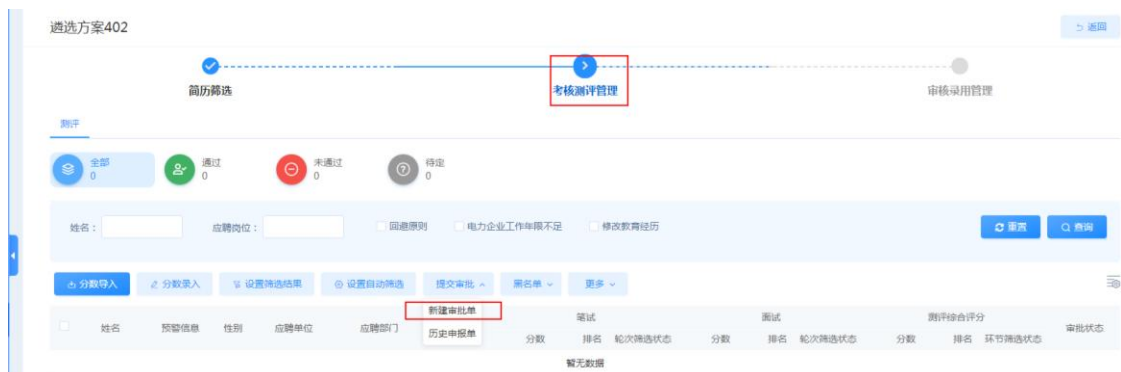 遴选方案402
返回
简历筛选
考核测评管理
审核录用管理
测评
全部
0
通过
0
未通过
0
待定
0
姓名：
应聘岗位：
回避原则
电力企业工作年限不足
修改教育经历
重置
查询
分数导入
分数录入
设置筛选结果
设置自动筛选
提交审批
黑名单
更多
新建审批单
历史申报单
姓名
预警信息
性别
应聘单位
应聘部门
笔试
分数
排名
轮次筛选状态
面试
分数
排名
轮次筛选状态
测评综合评分
分数
排名
环节筛选状态
审批状态
暂无数据